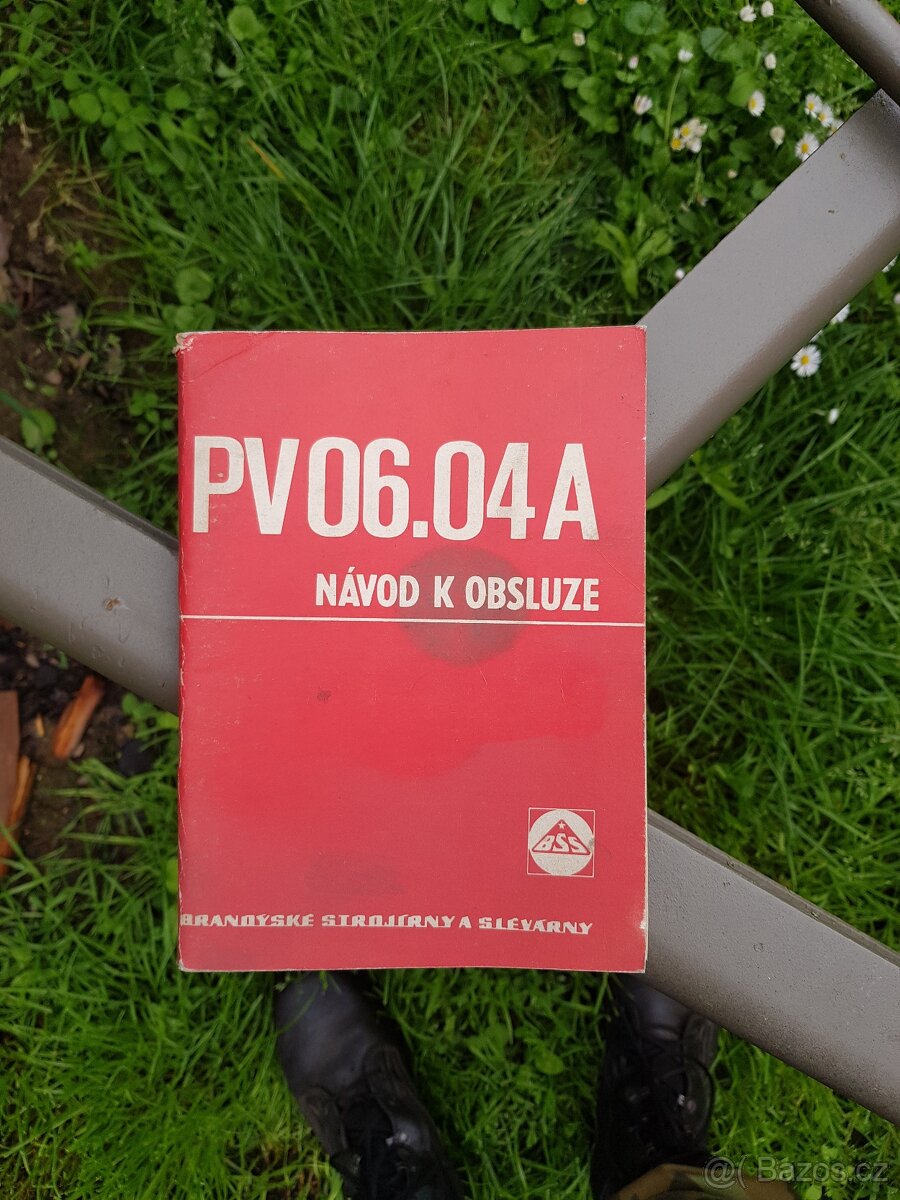 PV06.04A
NÁVOD K OBSLUZE
BSS
BRANDÝSKÉ STROJÍRNY A SLÉVÁRNY
@( Bazos.cz